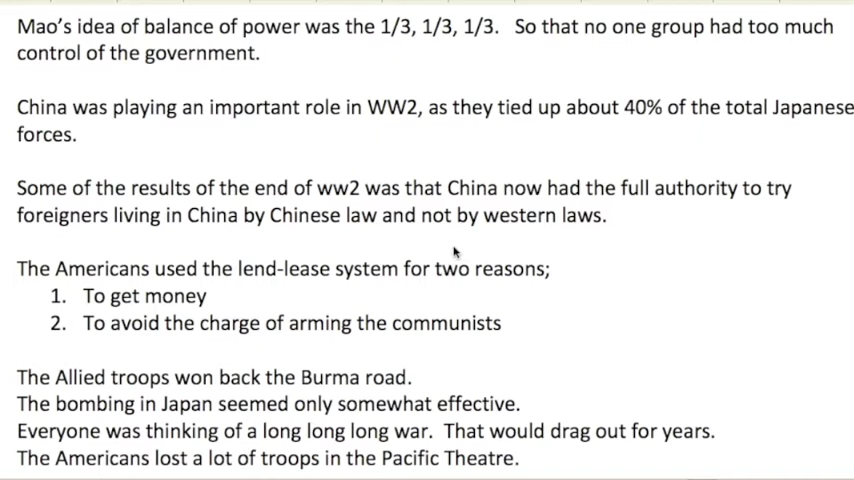 Mao's idea of balance of power was the 1/3, 1/3, 1/3.   So that no one group had too much
control of the government.
China was playing an important role in WW2, as they tied up about 40% of the total Japanese
forces.
Some of the results of the end of ww2 was that China now had the full authority to try
foreigners living in China by Chinese law and not by western laws.
The Americans used the lend-lease system for two reasons;
1. To get money
2. To avoid the charge of arming the communists
The Allied troops won back the Burma road.
The bombing in Japan seemed only somewhat effective.
Everyone was thinking of a long long long war.  That would drag out for years.
The Americans lost a lot of troops in the Pacific Theatre.